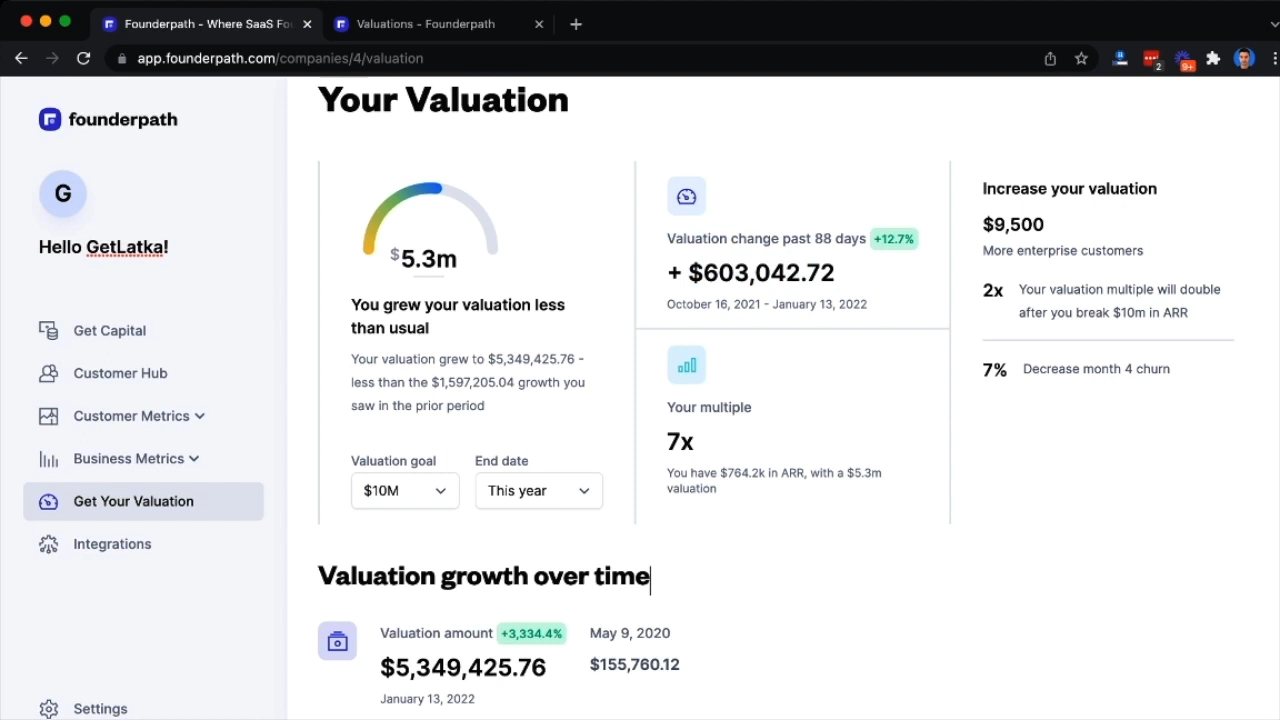 Founderpath - Where SaaS Fou
Valuations - Founderpath
app.founderpath.com/companies/4/valuation
2
9+
founderpath
G
Hello GetLatka!
Get Capital
Customer Hub
Customer Metrics
Business Metrics
Get Your Valuation
Integrations
Settings
Your Valuation
$5.3m
You grew your valuation less
than usual
Your valuation grew to $5,349,425.76 -
less than the $1,597,205.04 growth you
saw in the prior period
Valuation goal
End date
$10M
This year
Valuation change past 88 days +12.7%
+ $603,042.72
October 16, 2021 - January 13, 2022
Your multiple
7x
You have $764.2k in ARR, with a $5.3m
valuation
Increase your valuation
$9,500
More enterprise customers
2x Your valuation multiple will double
after you break $10m in ARR
7% Decrease month 4 churn
Valuation growth over time
Valuation amount +3,334.4%
$5,349,425.76
January 13, 2022
May 9, 2020
$155,760.12